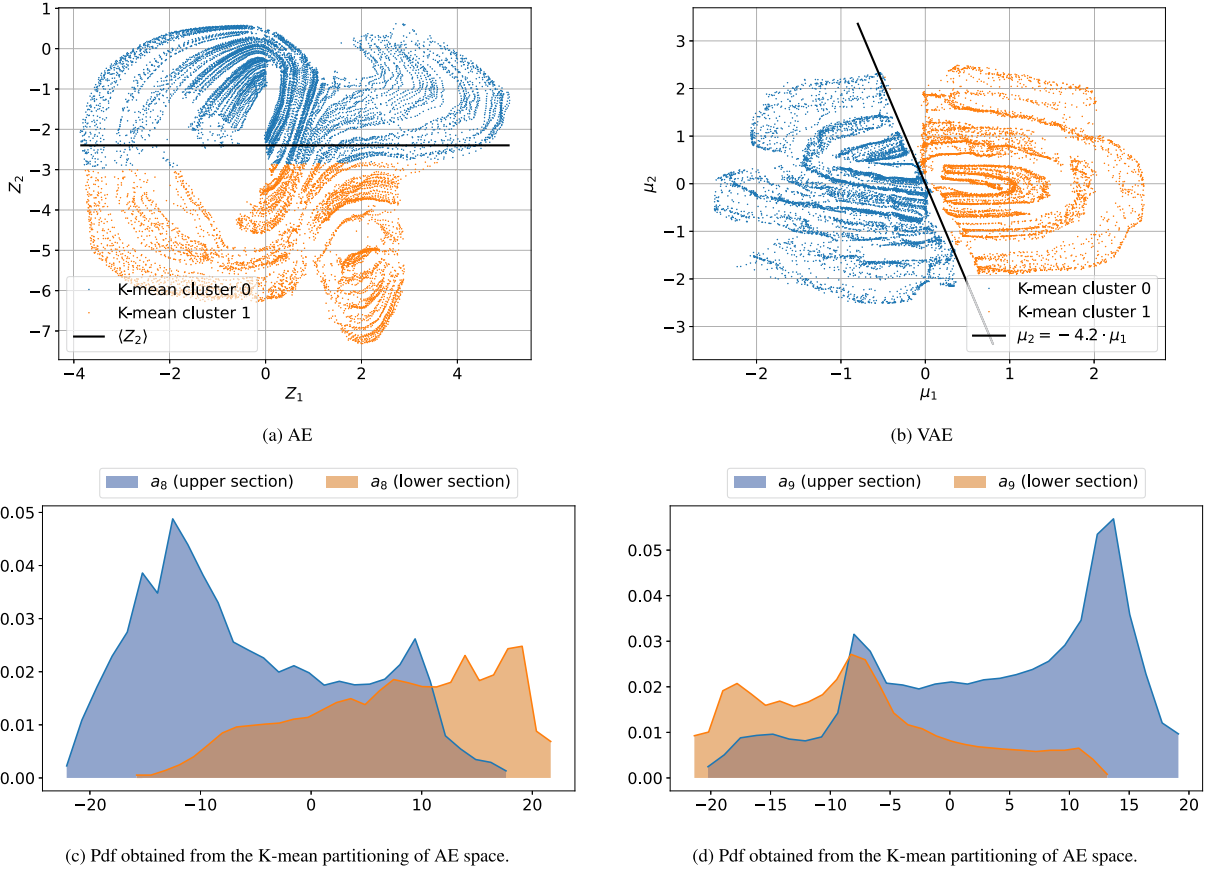 1
0
−1
−2
−3
−4
−5
−6
−7
Z2
−4
−2
0
2
4
Z1
K-mean cluster 0
K-mean cluster 1
⟨Z2⟩
(a) AE
3
2
1
0
−1
−2
−3
μ2
−2
−1
0
1
2
μ1
K-mean cluster 0
K-mean cluster 1
μ2 = − 4.2 · μ1
(b) VAE
a8 (upper section)
a8 (lower section)
0.05
0.04
0.03
0.02
0.01
0.00
−20
−10
0
10
20
(c) Pdf obtained from the K-mean partitioning of AE space.
a9 (upper section)
a9 (lower section)
0.05
0.04
0.03
0.02
0.01
0.00
−20
−15
−10
−5
0
5
10
15
20
(d) Pdf obtained from the K-mean partitioning of AE space.